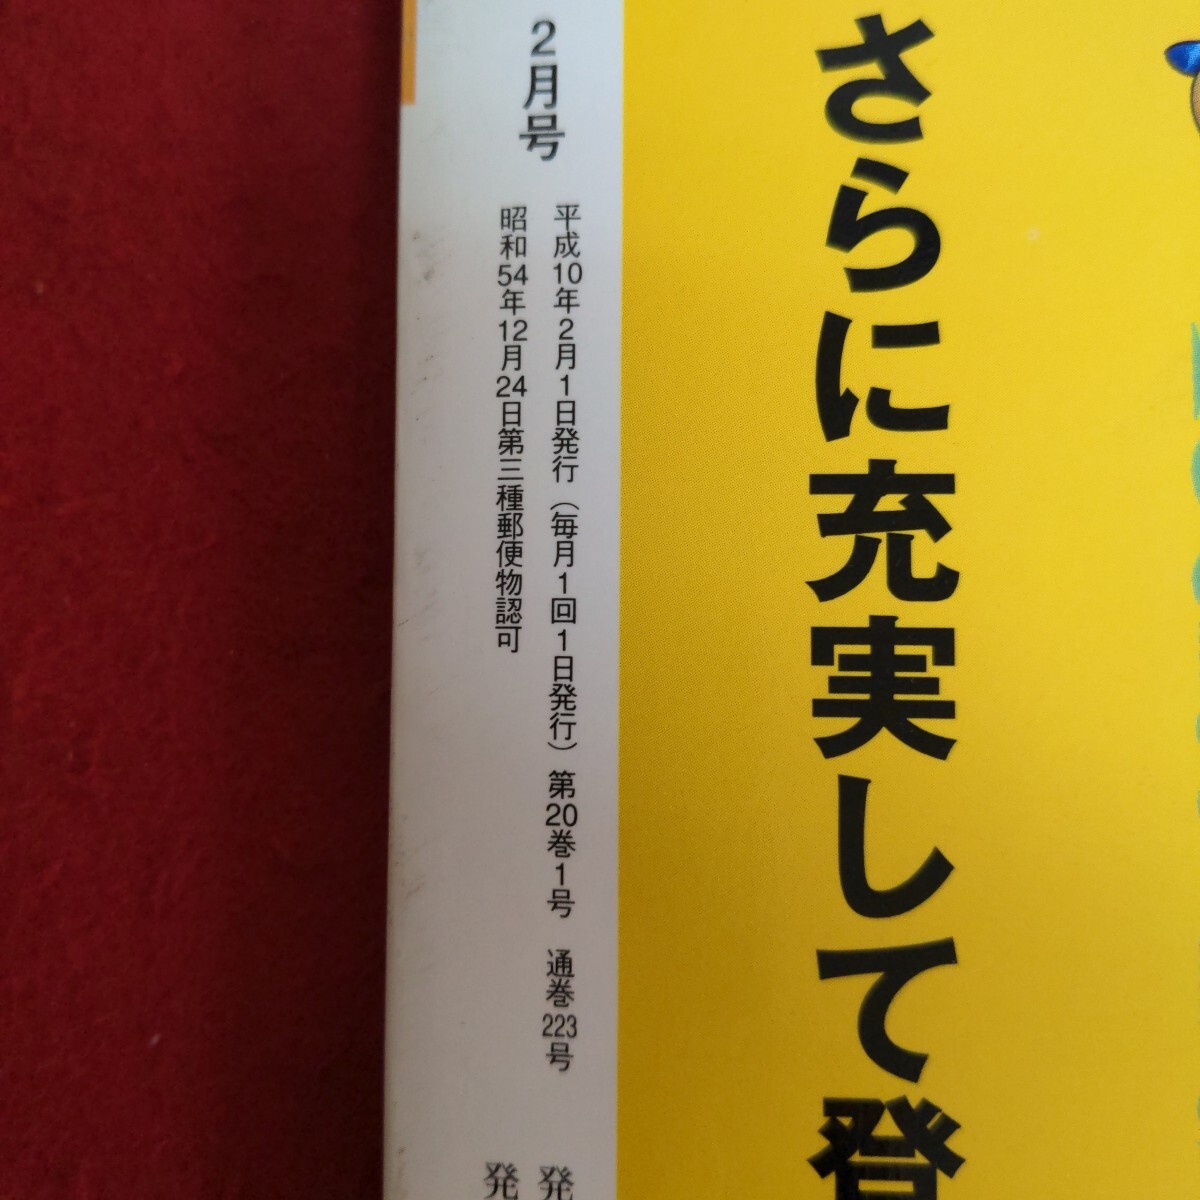 さらに充実して登
2月号
平成10年2月1日発行（毎月1回1日発行）第20巻1号　通巻223号
昭和54年12月24日第三種郵便物認可
発
発